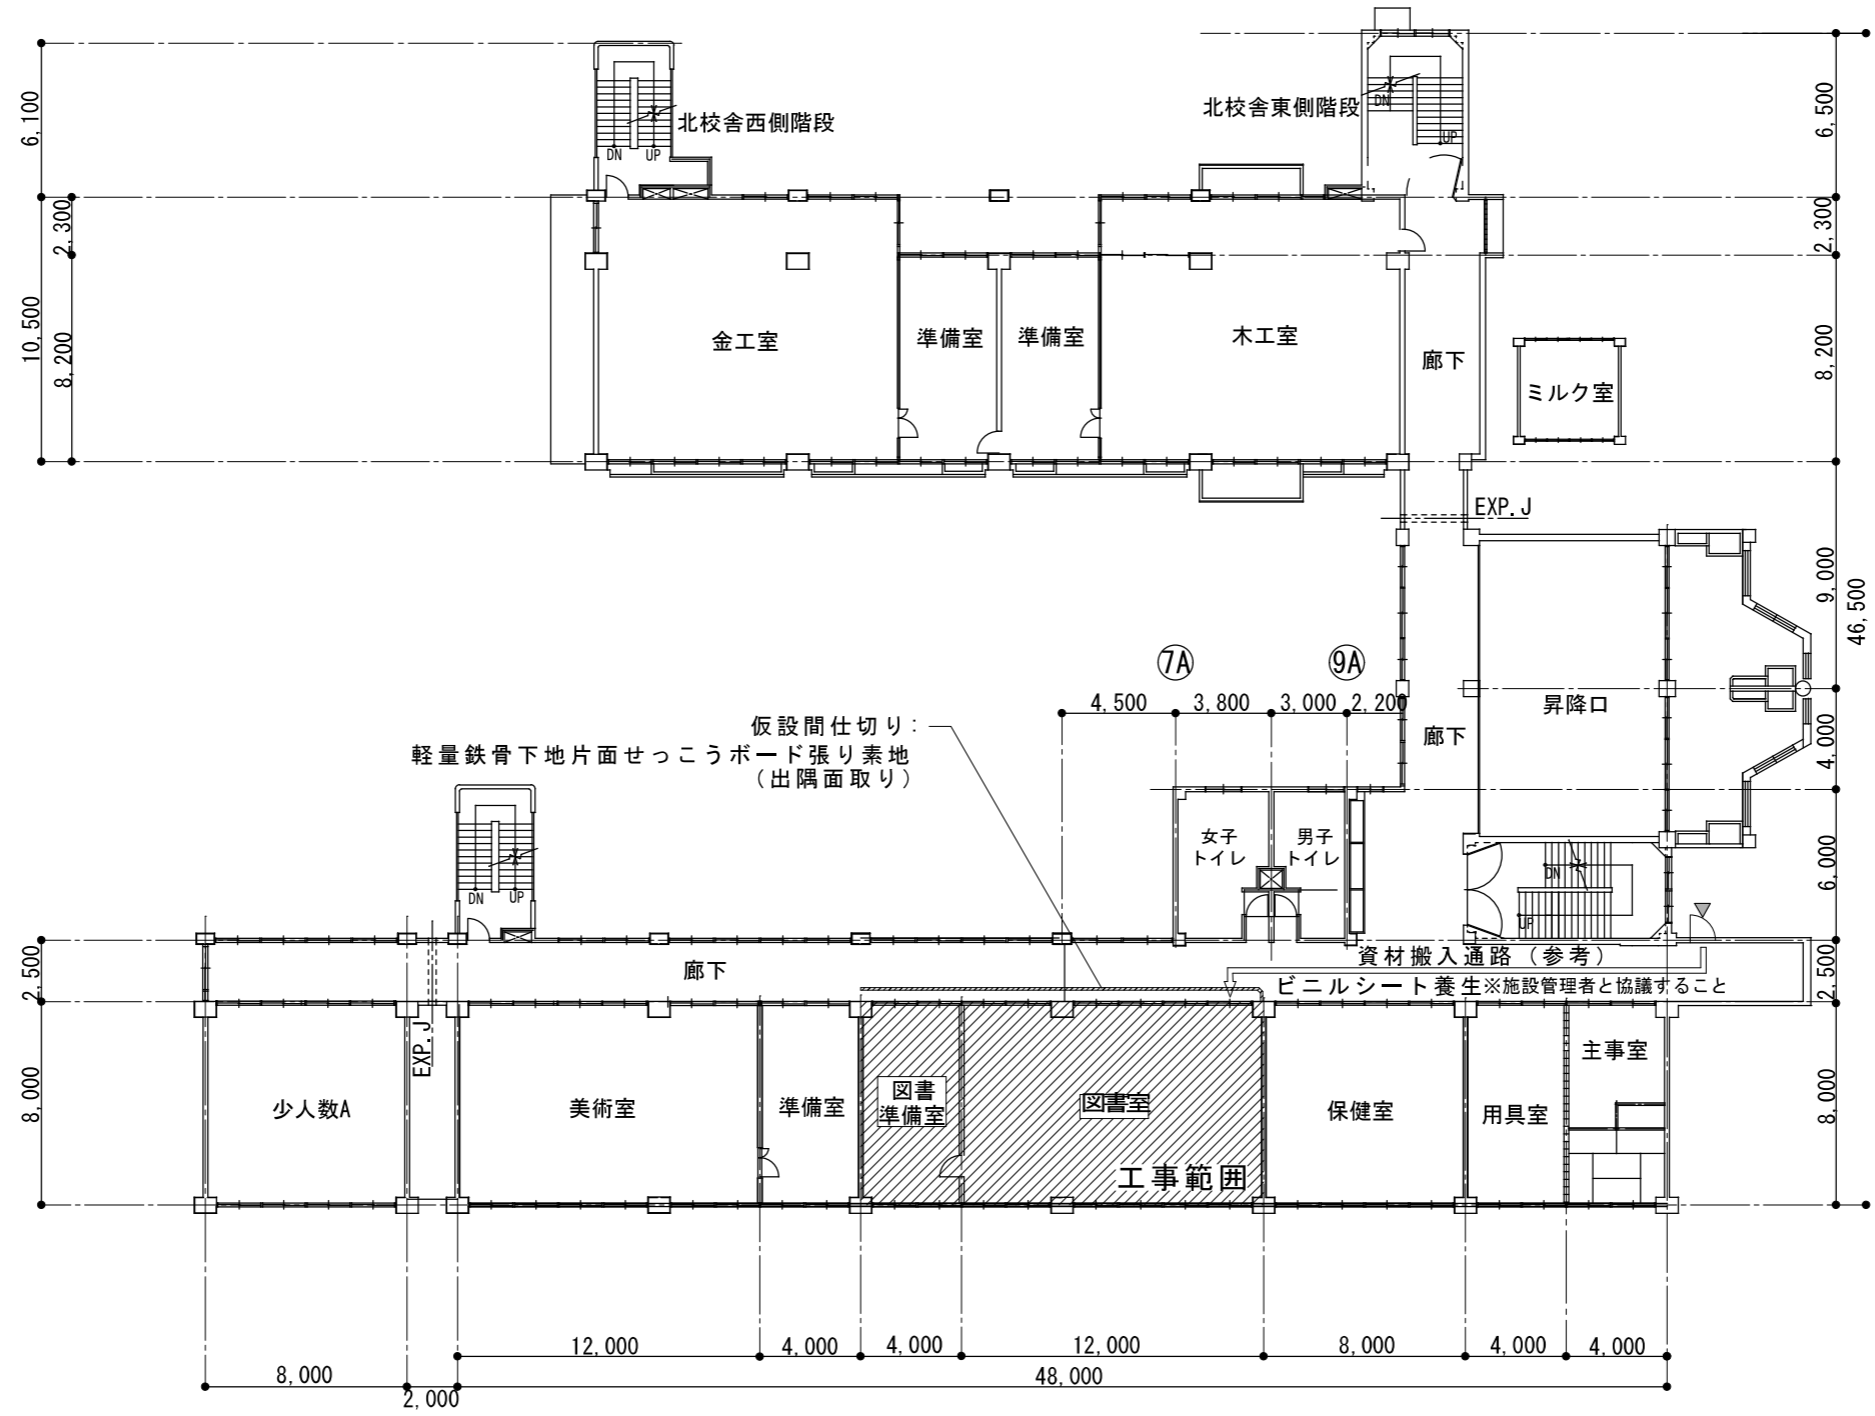 6,100
2,300
10,500
8,200
北校舎西側階段
DN
UP
北校舎東側階段
DN
UP
6,500
2,300
8,200
9,000
46,500
4,000
6,000
2,500
8,000
金工室
準備室
準備室
木工室
廊下
ミルク室
EXP.J
昇降口
廊下
7A
9A
4,500
3,800
3,000
2,200
仮設間仕切り:
軽量鉄骨下地片面せっこうボード張り素地
(出隅面取り)
女子
トイレ
男子
トイレ
DN
UP
DN
UP
資材搬入通路(参考)
ビニルシート養生※施設管理者と協議すること
廊下
2,500
8,000
EXP.J
少人数A
美術室
準備室
図書
準備室
図書室
工事範囲
保健室
用具室
主事室
12,000
4,000
4,000
12,000
8,000
4,000
4,000
8,000
2,000
48,000